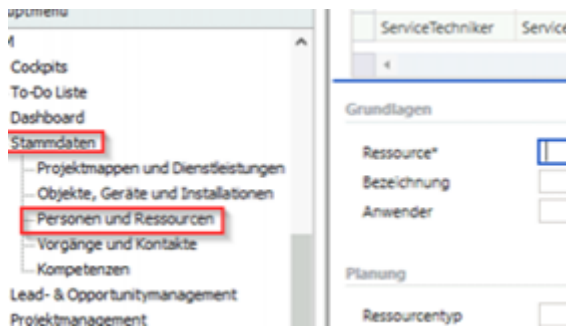 Cockpits
To-Do Liste
Dashboard
Stammdaten
Projektmappen und Dienstleistungen
Objekte, Geräte und Installationen
Personen und Ressourcen
Vorgänge und Kontakte
Kompetenzen
Lead- & Opportunitymanagement
Projektmanagement
ServiceTechniker Service
Grundlagen
Ressource*
Bezeichnung
Anwender
Planung
Ressourcentyp